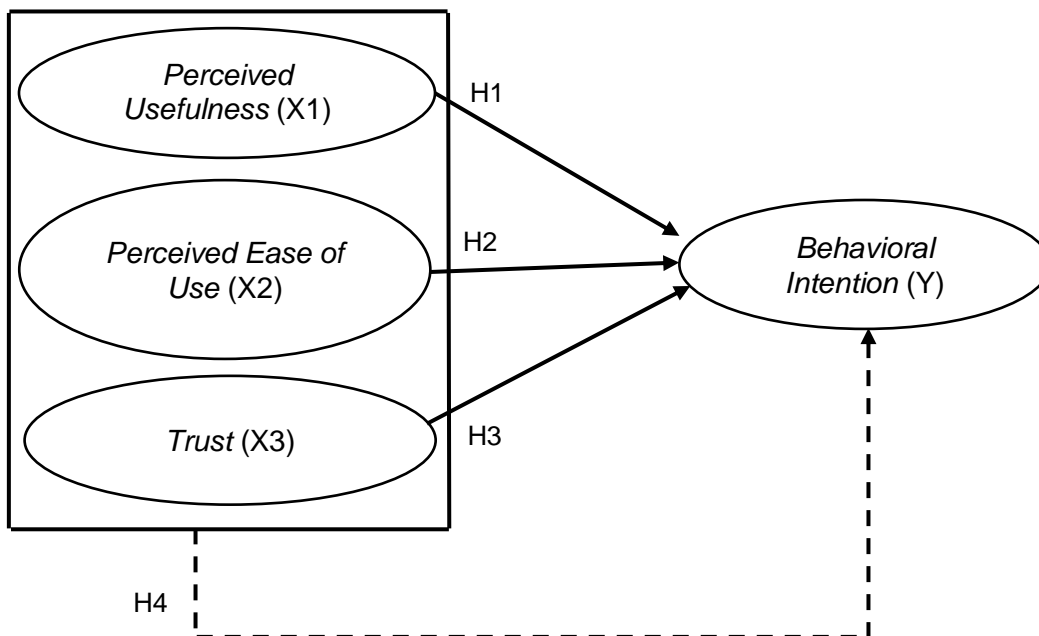 Perceived
Usefulness (X1)
H1
Perceived Ease of
Use (X2)
H2
Behavioral
Intention (Y)
Trust (X3)
H3
H4